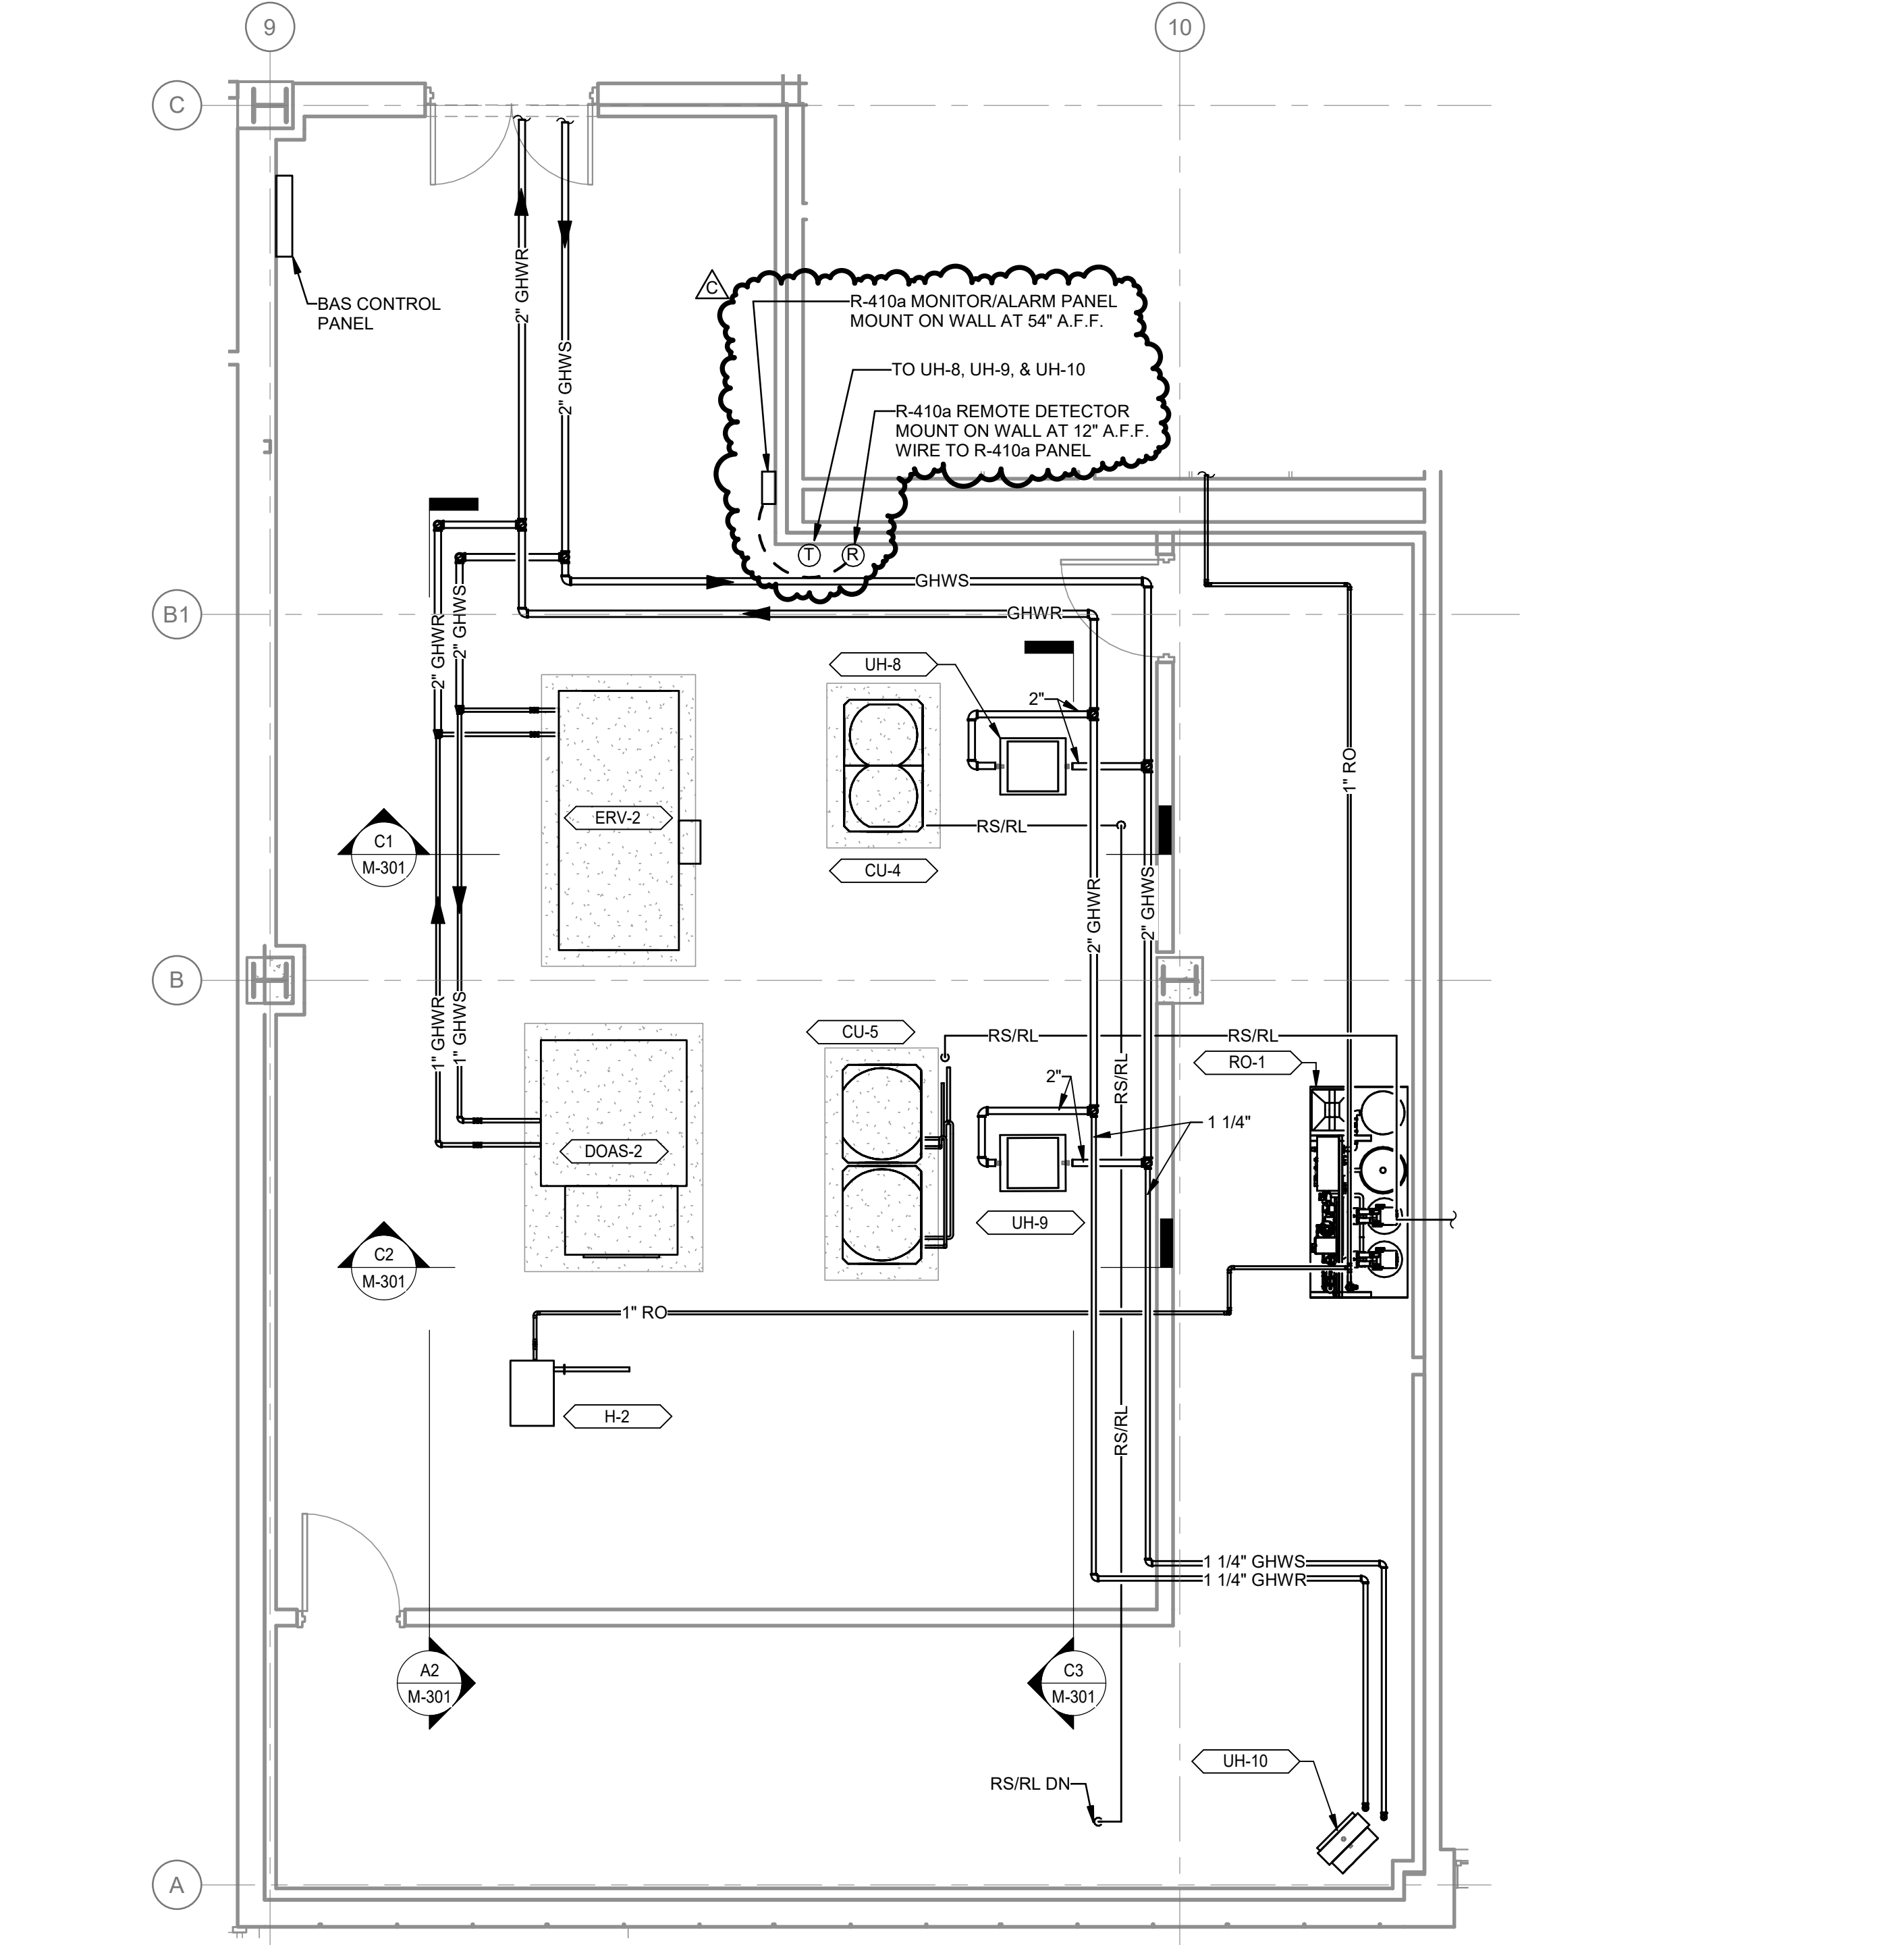 9
10
C
BAS CONTROL
PANEL
2" GHWR
2" GHWS
C
R-410a MONITOR/ALARM PANEL
MOUNT ON WALL AT 54" A.F.F.
TO UH-8, UH-9, & UH-10
R-410a REMOTE DETECTOR
MOUNT ON WALL AT 12" A.F.F.
WIRE TO R-410a PANEL
T
R
GHWS
B1
GHWR
2" GHWR
2" GHWS
UH-8
2"
1" RO
ERV-2
RS/RL
C1
M-301
CU-4
2" GHWR
2" GHWS
B
1" GHWR
1" GHWS
CU-5
RS/RL
RS/RL
RO-1
2"
RS/RL
1 1/4"
DOAS-2
UH-9
C2
M-301
1" RO
H-2
RS/RL
1 1/4" GHWS
1 1/4" GHWR
A2
M-301
C3
M-301
UH-10
RS/RL DN
A